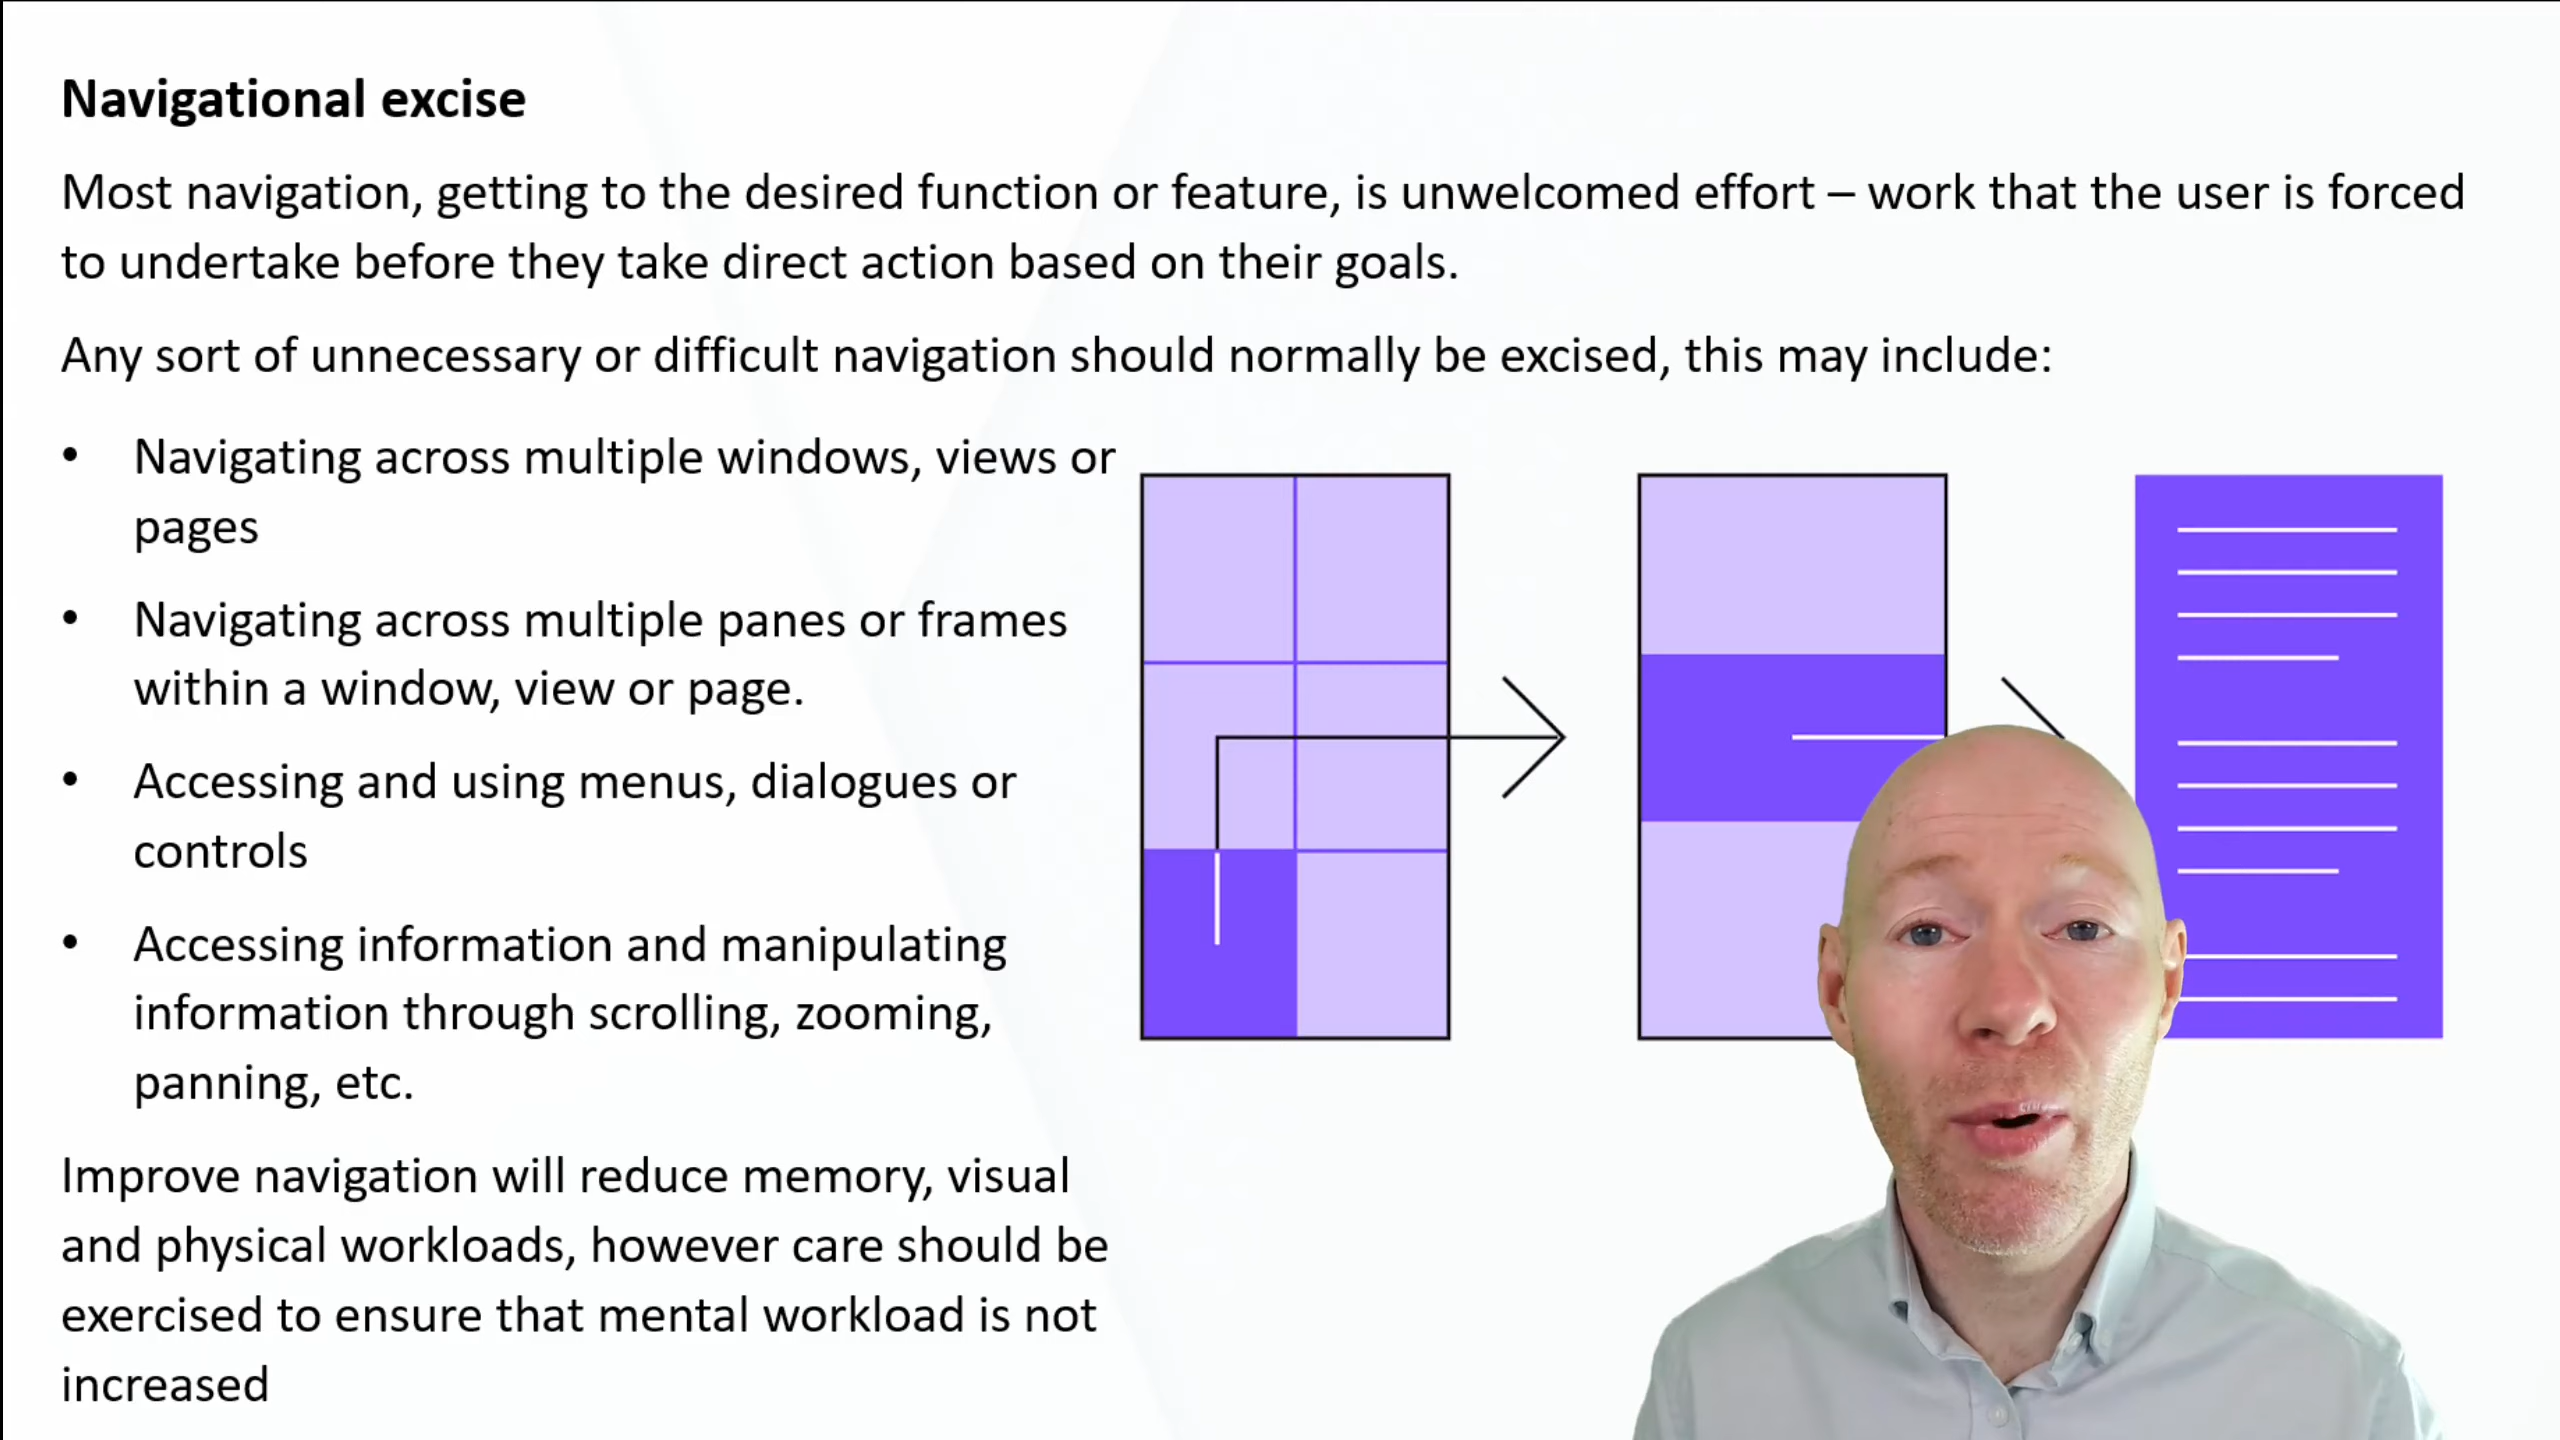 Navigational excise
Most navigation, getting to the desired function or feature, is unwelcomed effort – work that the user is forced
to undertake before they take direct action based on their goals.
Any sort of unnecessary or difficult navigation should normally be excised, this may include:
• Navigating across multiple windows, views or
pages
• Navigating across multiple panes or frames
within a window, view or page.
• Accessing and using menus, dialogues or
controls
• Accessing information and manipulating
information through scrolling, zooming,
panning, etc.
Improve navigation will reduce memory, visual
and physical workloads, however care should be
exercised to ensure that mental workload is not
increased